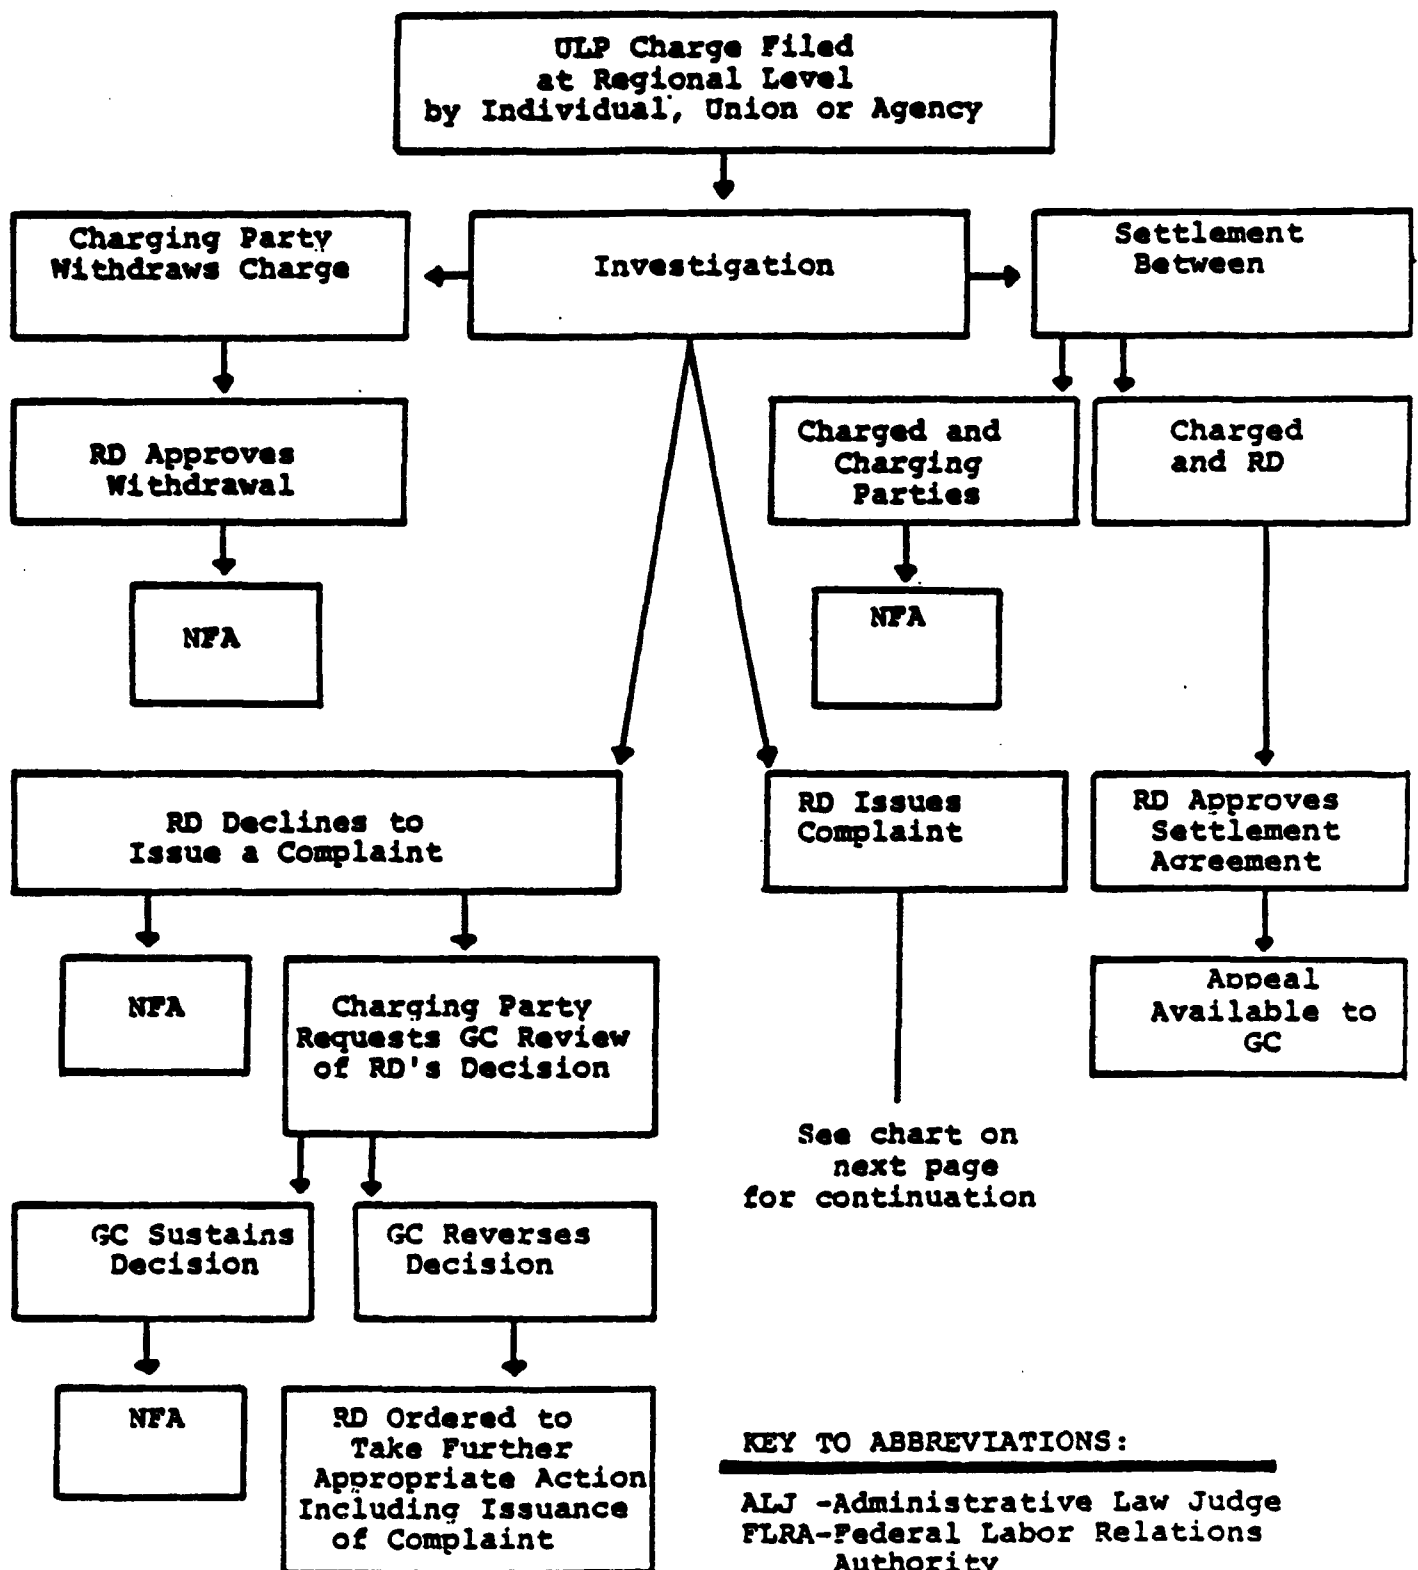 ULP Charge Filed
at Regional Level
by Individual, Union or Agency
Charging Party
Withdraws Charge
Investigation
Settlement
Between
RD Approves
Withdrawal
Charged and
Charging
Parties
Charged
and RD
NFA
NFA
RD Declines to
Issue a Complaint
RD Issues
Complaint
RD Approves
Settlement
Agreement
NFA
Charging Party
Requests GC Review
of RD's Decision
Appeal
Available to
GC
See chart on
next page
for continuation
GC Sustains
Decision
GC Reverses
Decision
NFA
RD Ordered to
Take Further
Appropriate Action
Including Issuance
of Complaint
KEY TO ABBREVIATIONS:
ALJ -Administrative Law Judge
FLRA-Federal Labor Relations
Authority